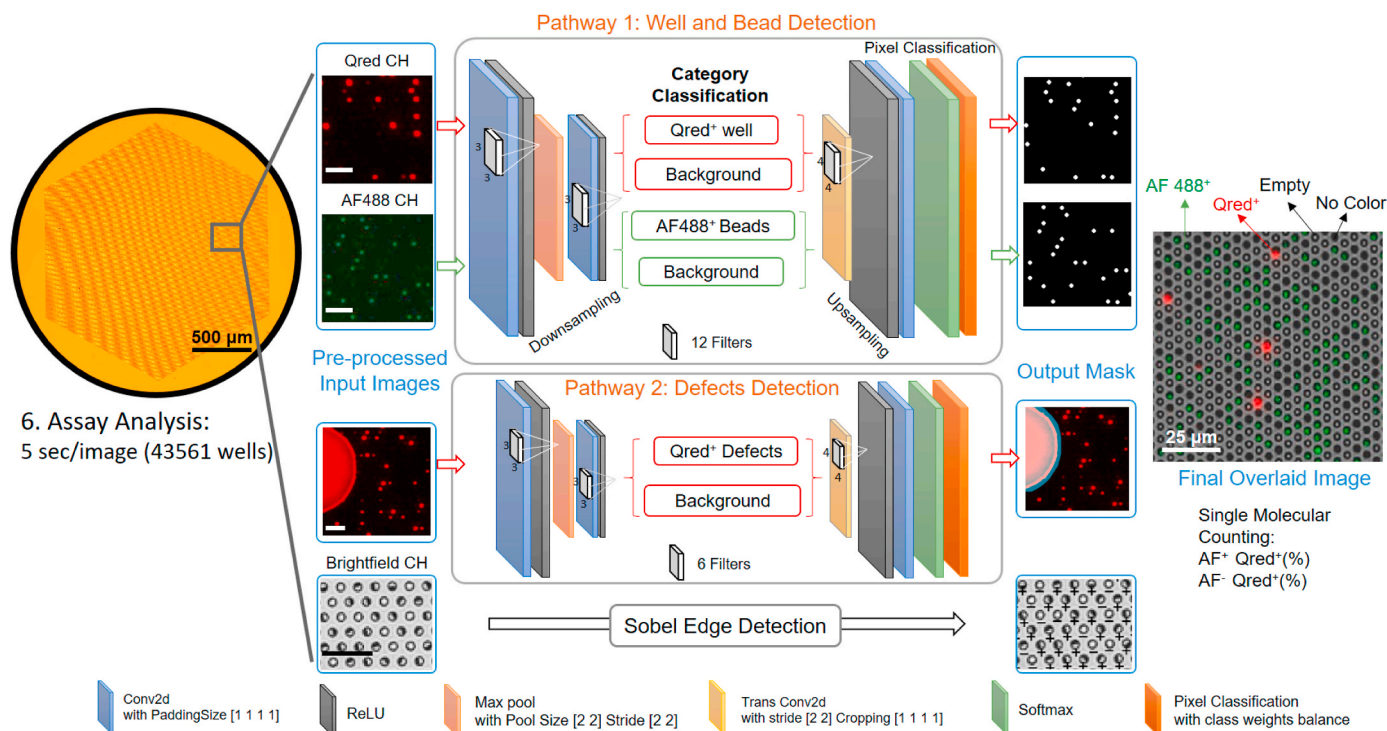 Pathway 1: Well and Bead Detection
Qred CH
AF488 CH
500 µm
6. Assay Analysis:
5 sec/image (43561 wells)
Pre-processed
Input Images
3
3
3
3
Downsampling
Category
Classification
Qred⁺ well
Background
AF488⁺ Beads
Background
12 Filters
4
4
Upsampling
Pixel Classification
AF 488⁺
Qred⁺
Empty
No Color
25 µm
Final Overlaid Image
Single Molecular
Counting:
AF⁺ Qred⁺(%)
AF⁻ Qred⁺(%)
Output Mask
Pathway 2: Defects Detection
3
3
3
3
Qred⁺ Defects
Background
6 Filters
4
4
Brightfield CH
Sobel Edge Detection
Conv2d
with PaddingSize [1 1 1 1]
ReLU
Max pool
with Pool Size [2 2] Stride [2 2]
Trans Conv2d
with stride [2 2] Cropping [1 1 1 1]
Softmax
Pixel Classification
with class weights balance